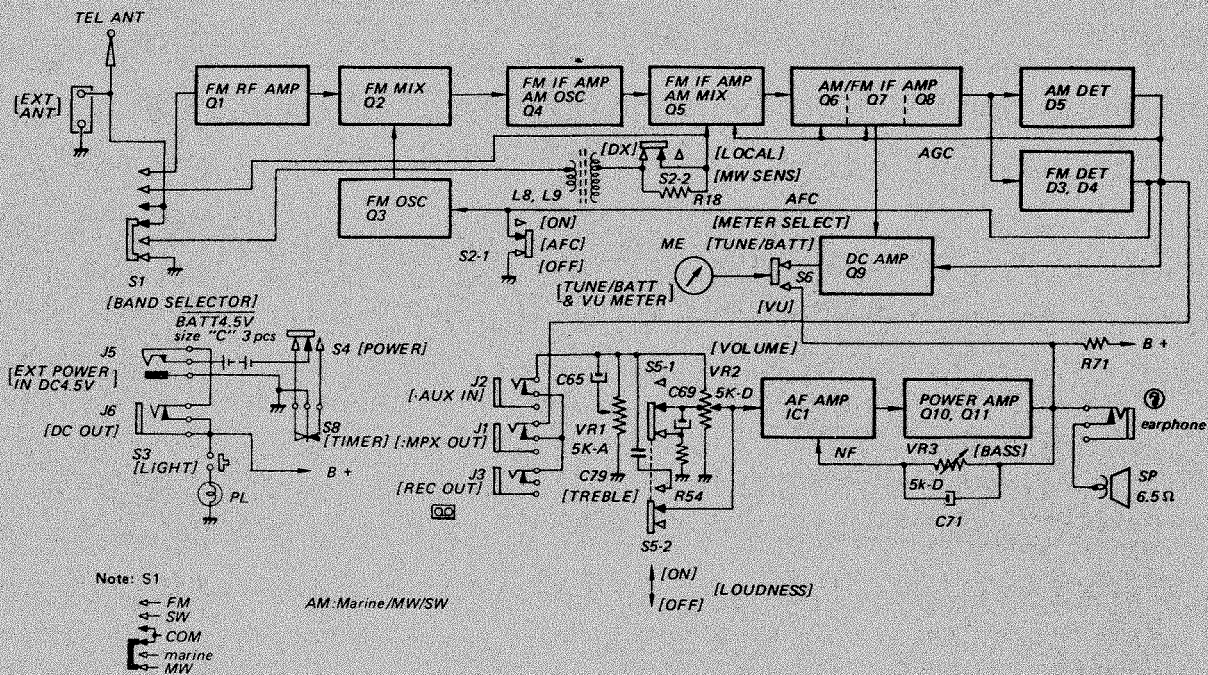 TEL ANT
[EXT ANT]
FM RF AMP
Q1
FM MIX
Q2
FM IF AMP
AM OSC
Q4
FM IF AMP
AM MIX
Q5
AM/FM IF AMP
Q6 Q7 Q8
AM DET
D5
[DX]
[LOCAL]
AGC
S2-2
[MW SENS]
FM DET
D3, D4
FM OSC
Q3
L8, L9
R18
AFC
[ON]
[METER SELECT]
S2-1
[AFC]
ME
[TUNE/BATT]
DC AMP
Q9
[OFF]
S6
S1
[TUNE/BATT
& VU METER]
[BAND SELECTOR]
[VU]
BATT4.5V
size "C" 3 pcs
J5
S4 [POWER]
[VOLUME]
R71
B +
[EXT POWER
IN DC4.5V]
J2
C65
S5-1
VR2
C69
5K-D
AF AMP
IC1
POWER AMP
Q10, Q11
J6
[·AUX IN]
⑦
earphone
[DC OUT]
S8
J1
VR1
S3
[TIMER]
[:MPX OUT]
5K-A
NF
VR3
[BASS]
[LIGHT]
B +
J3
C79
SP
6.5Ω
PL
[REC OUT]
[TREBLE]
R54
5k-D
C71
S5-2
[ON]
[LOUDNESS]
[OFF]
Note: S1
FM
AM:Marine/MW/SW
SW
COM
marine
MW